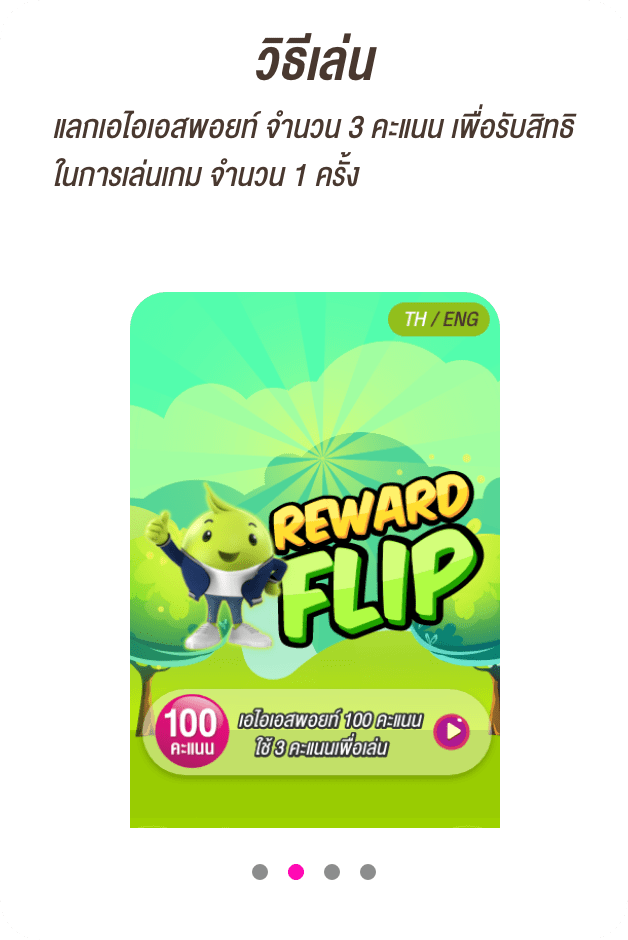 วิธีเล่น
แลกเอไอเอสพอยท์ จำนวน 3 คะแนน เพื่อรับสิทธิ
ในการเล่นเกม จำนวน 1 ครั้ง
TH / ENG
REWARD
FLIP
100
คะแนน
เอไอเอสพอยท์ 100 คะแนน
ใช้ 3 คะแนนเพื่อเล่น